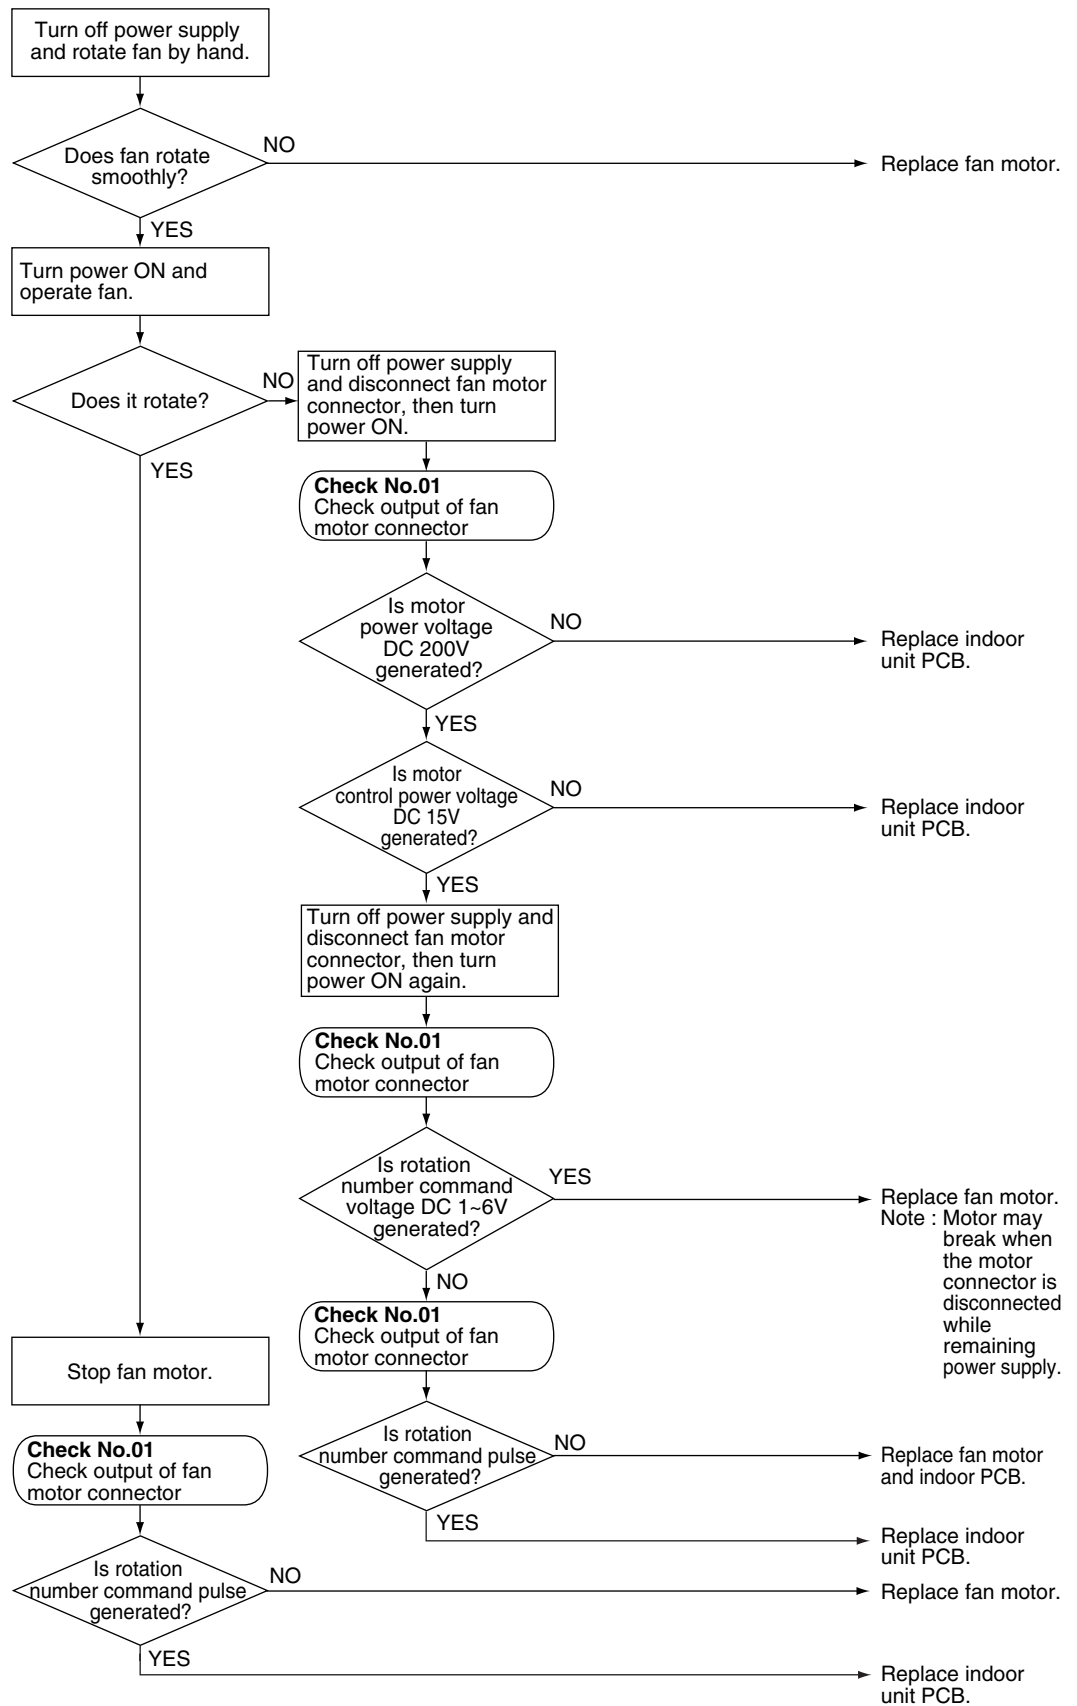 Turn off power supply
and rotate fan by hand.
Does fan rotate
smoothly?
NO
Replace fan motor.
YES
Turn power ON and
operate fan.
Does it rotate?
NO
Turn off power supply
and disconnect fan motor
connector, then turn
power ON.
YES
Check No.01
Check output of fan
motor connector
Is motor
power voltage
DC 200V
generated?
NO
Replace indoor
unit PCB.
YES
Is motor
control power voltage
DC 15V
generated?
NO
Replace indoor
unit PCB.
YES
Turn off power supply and
disconnect fan motor
connector, then turn
power ON again.
Check No.01
Check output of fan
motor connector
Is rotation
number command
voltage DC 1~6V
generated?
YES
Replace fan motor.
Note : Motor may
break when
the motor
connector is
disconnected
while
remaining
power supply.
NO
Check No.01
Check output of fan
motor connector
Is rotation
number command pulse
generated?
NO
Replace fan motor
and indoor PCB.
YES
Replace indoor
unit PCB.
Stop fan motor.
Check No.01
Check output of fan
motor connector
Is rotation
number command pulse
generated?
NO
Replace fan motor.
YES
Replace indoor
unit PCB.